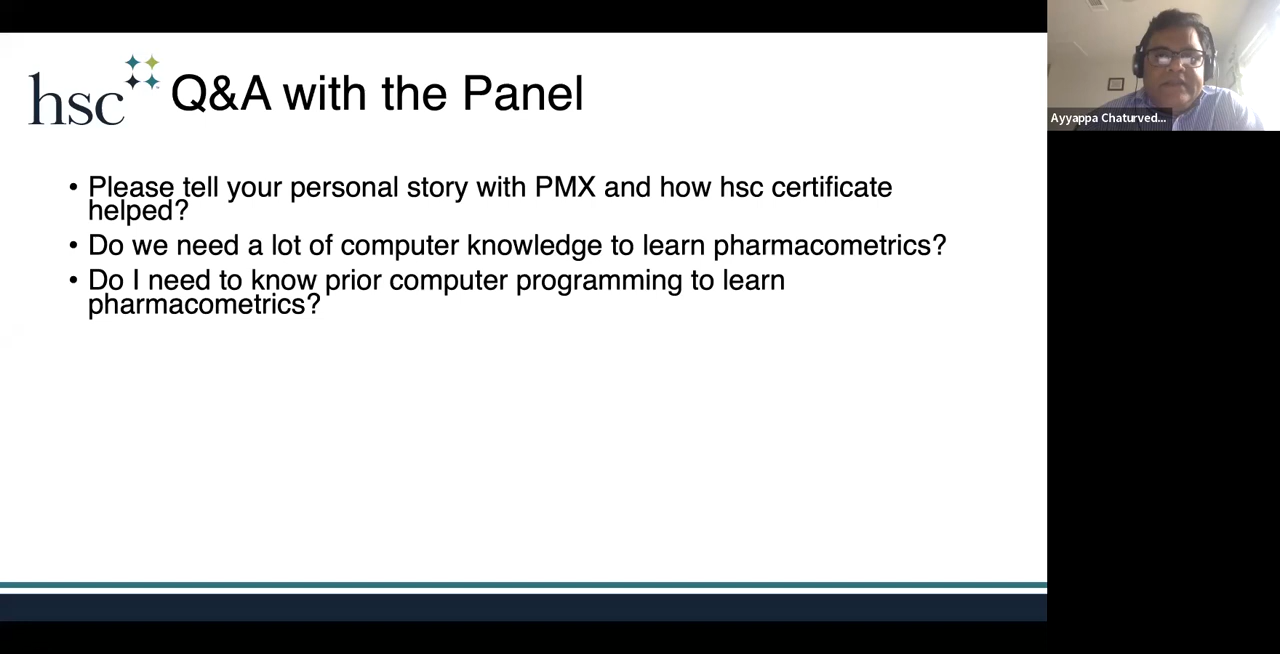 hsc Q&A with the Panel
• Please tell your personal story with PMX and how hsc certificate
helped?
• Do we need a lot of computer knowledge to learn pharmacometrics?
• Do I need to know prior computer programming to learn
pharmacometrics?
Ayyappa Chaturved...